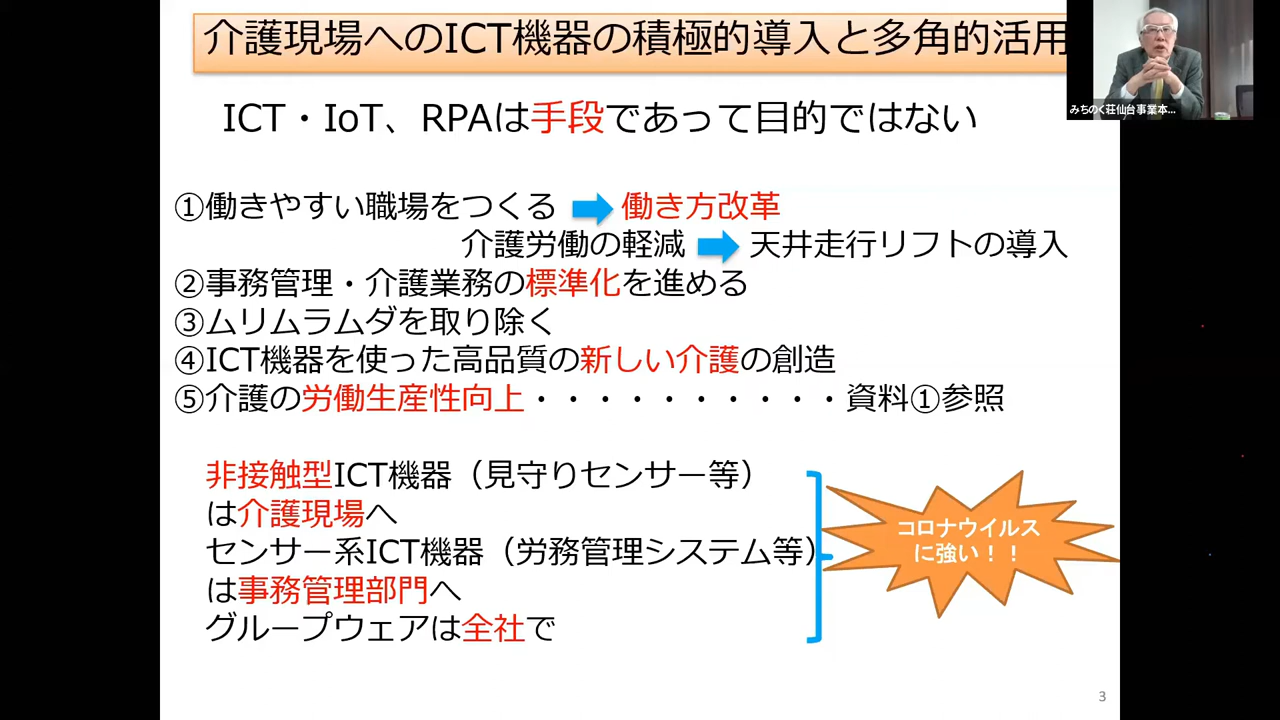 介護現場へのICT機器の積極的導入と多角的活用
みちのく荘仙台事業本...
ICT・IoT、RPAは手段であって目的ではない
①働きやすい職場をつくる 働き方改革
介護労働の軽減 天井走行リフトの導入
②事務管理・介護業務の標準化を進める
③ムリムラムダを取り除く
④ICT機器を使った高品質の新しい介護の創造
⑤介護の労働生産性向上・・・・・・・・・・資料①参照
非接触型ICT機器（見守りセンサー等）
は介護現場へ
センサー系ICT機器（労務管理システム等）
は事務管理部門へ
グループウェアは全社で
コロナウイルス
に強い！！
3